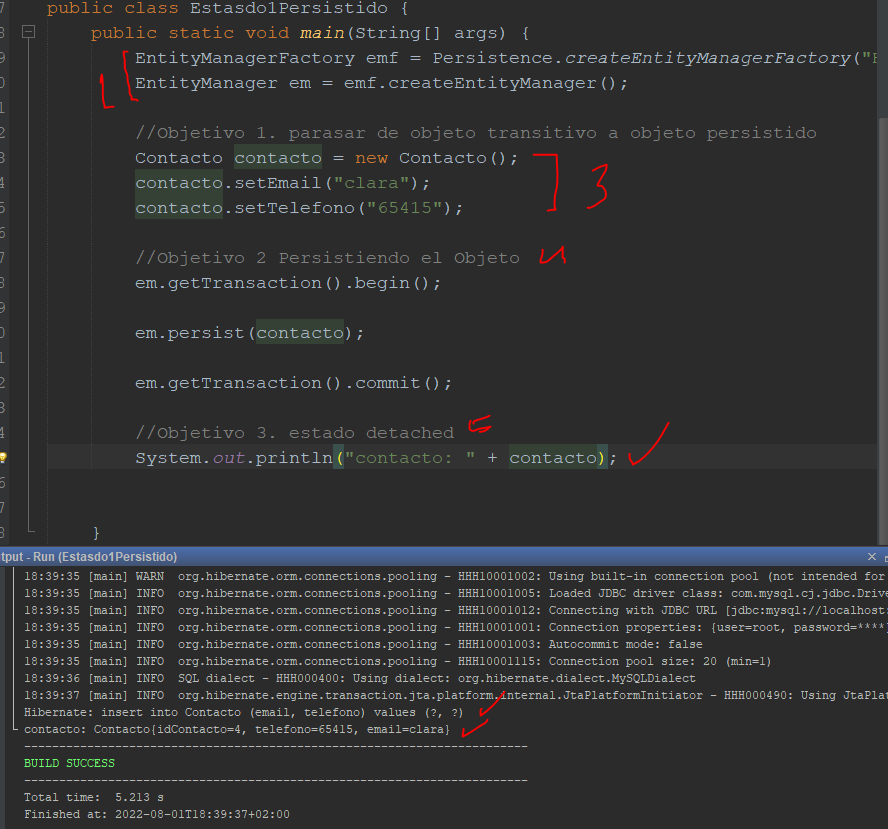 public class Estasdo1Persistido {
public static void main(String[] args) {
EntityManagerFactory emf = Persistence.createEntityManagerFactory("
EntityManager em = emf.createEntityManager();
//Objetivo 1. parasar de objeto transitivo a objeto persistido
Contacto contacto = new Contacto();
contacto.setEmail("clara");
3
contacto.setTelefono("65415");
//Objetivo 2 Persistiendo el Objeto
em.getTransaction().begin();
em.persist(contacto);
em.getTransaction().commit();
//Objetivo 3. estado detached
System.out.println("contacto: " + contacto);
}
tput - Run (Estasdo1Persistido)
18:39:35 [main] WARN org.hibernate.orm.connections.pooling - HHH10001002: Using built-in connection pool (not intended for
18:39:35 [main] INFO org.hibernate.orm.connections.pooling - HHH10001005: Loaded JDBC driver class: com.mysql.cj.jdbc.Drive
18:39:35 [main] INFO org.hibernate.orm.connections.pooling - HHH10001012: Connecting with JDBC URL [jdbc:mysql://localhost:
18:39:35 [main] INFO org.hibernate.orm.connections.pooling - HHH10001001: Connection properties: {user=root, password=****}
18:39:35 [main] INFO org.hibernate.orm.connections.pooling - HHH10001003: Autocommit mode: false
18:39:35 [main] INFO org.hibernate.orm.connections.pooling - HHH10001115: Connection pool size: 20 (min=1)
18:39:36 [main] INFO SQL dialect - HHH000400: Using dialect: org.hibernate.dialect.MySQLDialect
18:39:37 [main] INFO org.hibernate.engine.transaction.jta.platform.internal.JtaPlatformInitiator - HHH000490: Using JtaPlat
Hibernate: insert into Contacto (email, telefono) values (?, ?)
contacto: Contacto{idContacto=4, telefono=65415, email=clara}
------------------------------------------------------------------------
BUILD SUCCESS
------------------------------------------------------------------------
Total time: 5.213 s
Finished at: 2022-08-01T18:39:37+02:00